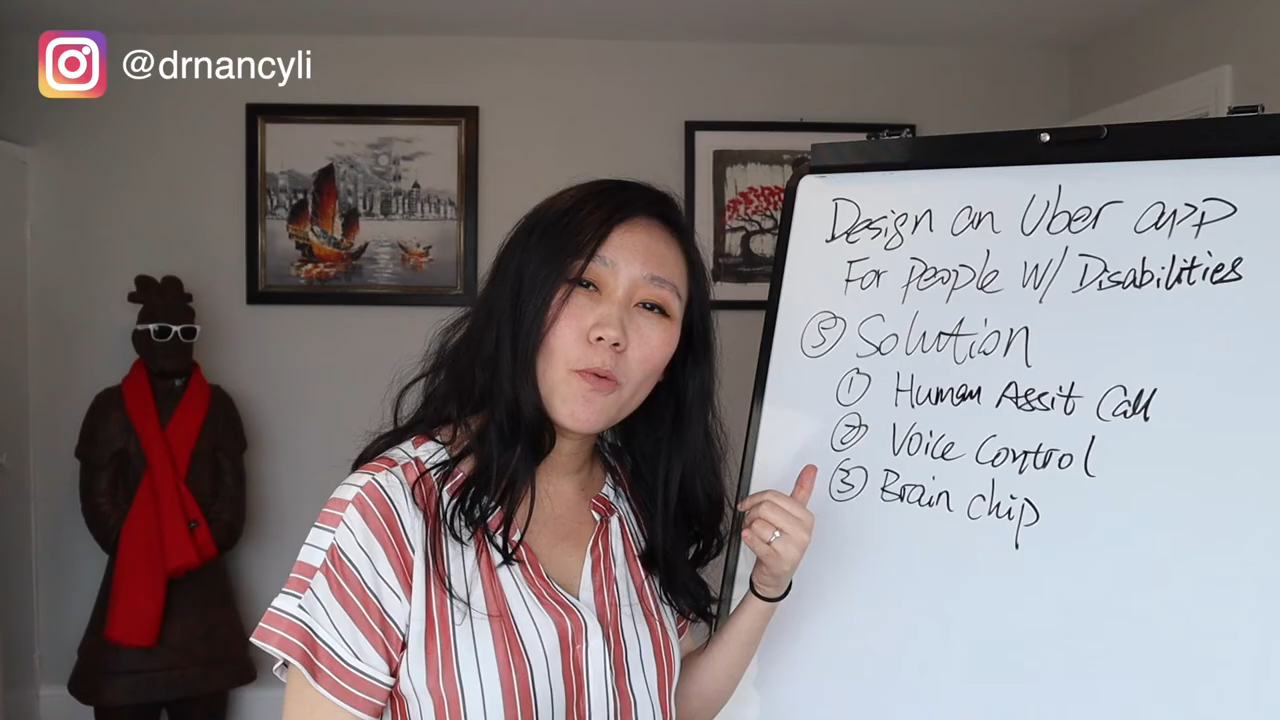 @drnancyli
Design an Uber app
For People W/ Disabilities
⑤ Solution
① Human Assit Call
② Voice Control
③ Brain chip